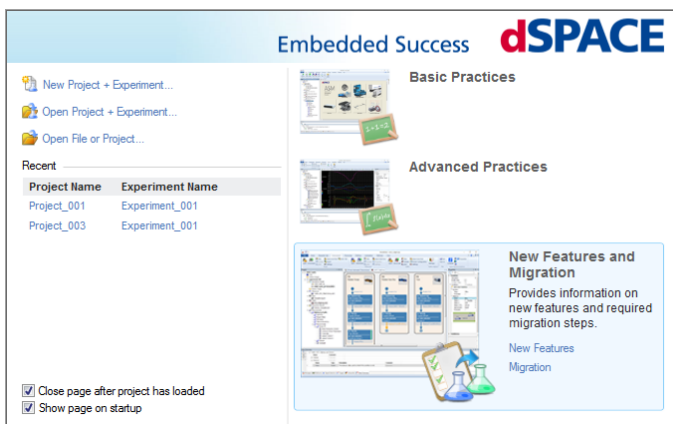 Embedded Success dSPACE
New Project + Experiment...
Open Project + Experiment...
Open File or Project...
Recent
Project Name Experiment Name
Project_001 Experiment_001
Project_003 Experiment_001
Close page after project has loaded
Show page on startup
Basic Practices
Advanced Practices
New Features and
Migration
Provides information on
new features and required
migration steps.
New Features
Migration